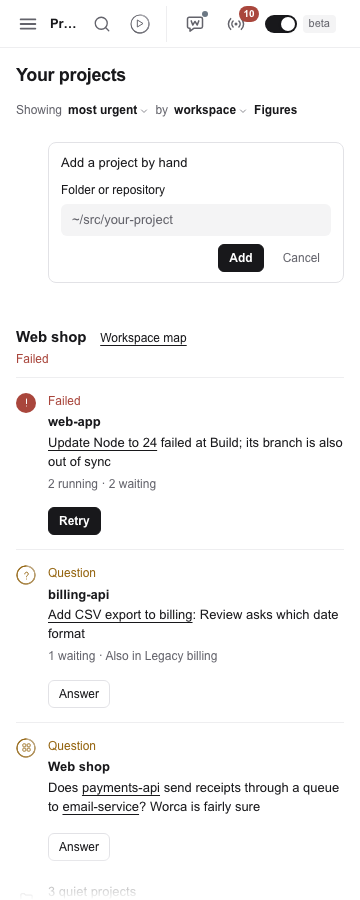 Pr...
10
beta
Your projects
Showing most urgent by workspace Figures
Add a project by hand
Folder or repository
~/src/your-project
Add Cancel
Web shop Workspace map
Failed
Failed
web-app
Update Node to 24 failed at Build; its branch is also
out of sync
2 running · 2 waiting
Retry
Question
billing-api
Add CSV export to billing: Review asks which date
format
1 waiting · Also in Legacy billing
Answer
Question
Web shop
Does payments-api send receipts through a queue
to email-service? Worca is fairly sure
Answer
3 quiet projects